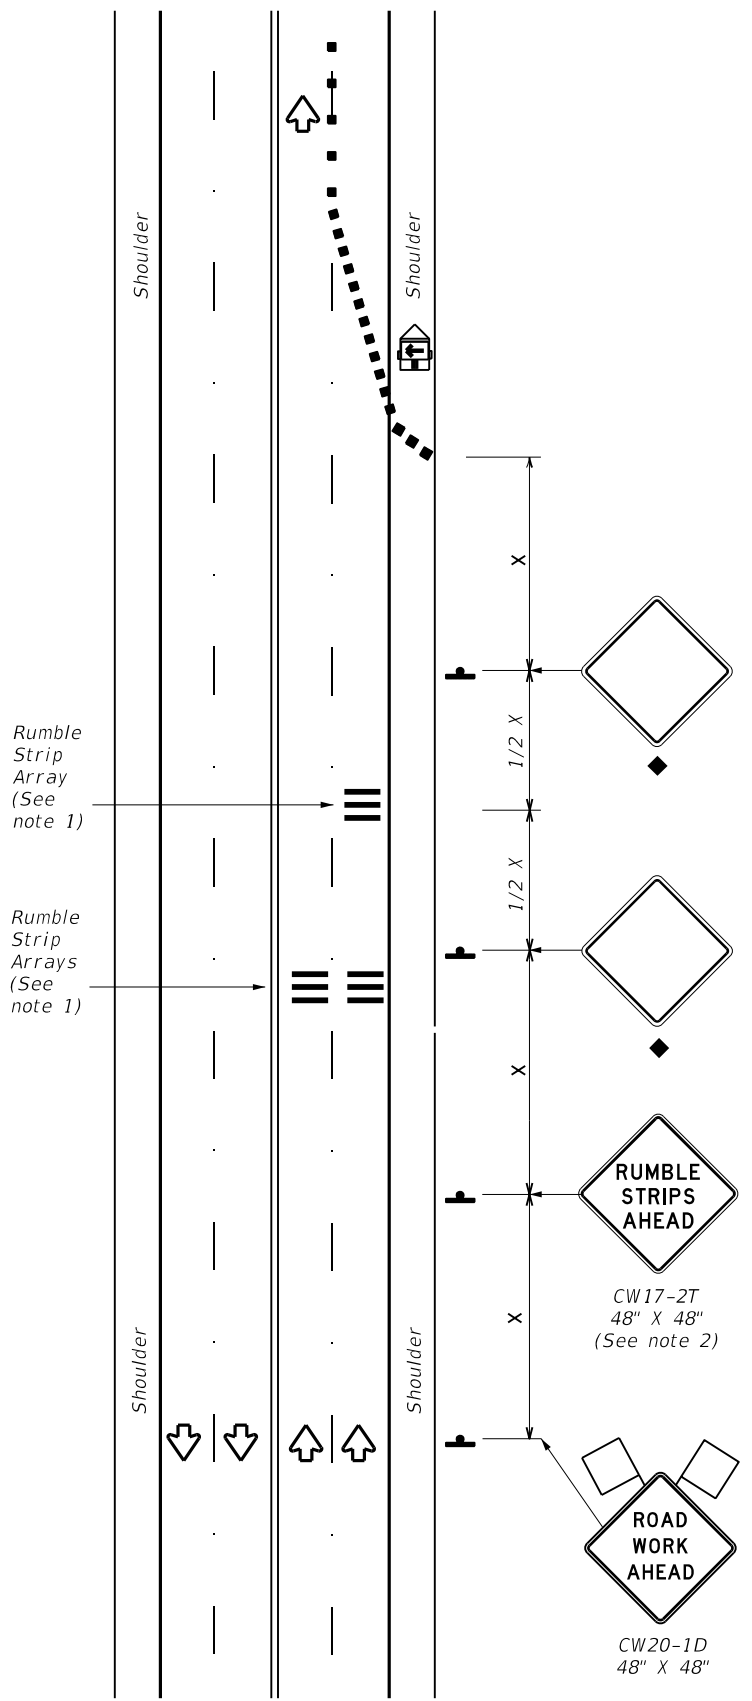 Shoulder
Shoulder
X
Rumble
Strip
Array
(See
note 1)
1/2 X
1/2 X
Rumble
Strip
Arrays
(See
note 1)
X
RUMBLE
STRIPS
AHEAD
CW17-2T
48" X 48"
(See note 2)
X
Shoulder
Shoulder
ROAD
WORK
AHEAD
CW20-1D
48" X 48"